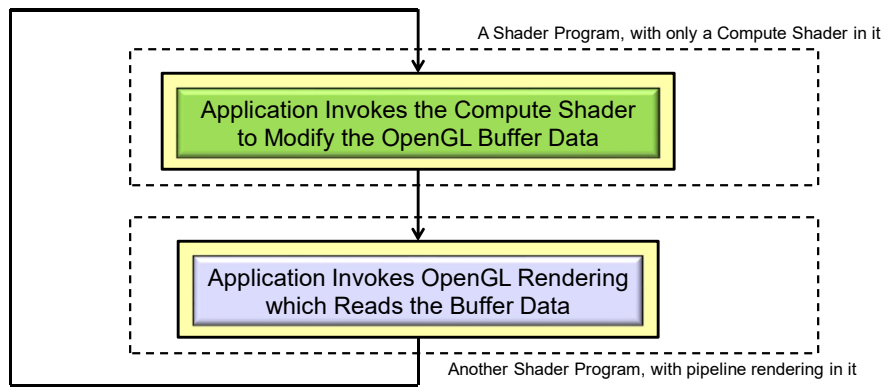 A Shader Program, with only a Compute Shader in it
Application Invokes the Compute Shader
to Modify the OpenGL Buffer Data
Application Invokes OpenGL Rendering
which Reads the Buffer Data
Another Shader Program, with pipeline rendering in it